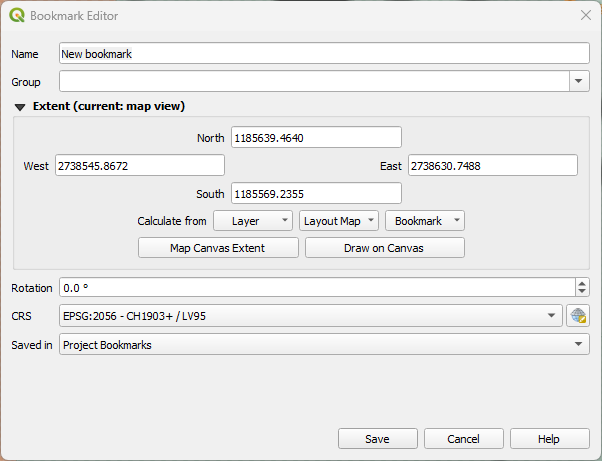 Bookmark Editor
Name New bookmark
Group
Extent (current: map view)
North 1185639.4640
West 2738545.8672 East 2738630.7488
South 1185569.2355
Calculate from Layer Layout Map Bookmark
Map Canvas Extent Draw on Canvas
Rotation 0.0 °
CRS EPSG:2056 - CH1903+ / LV95
Saved in Project Bookmarks
Save Cancel Help